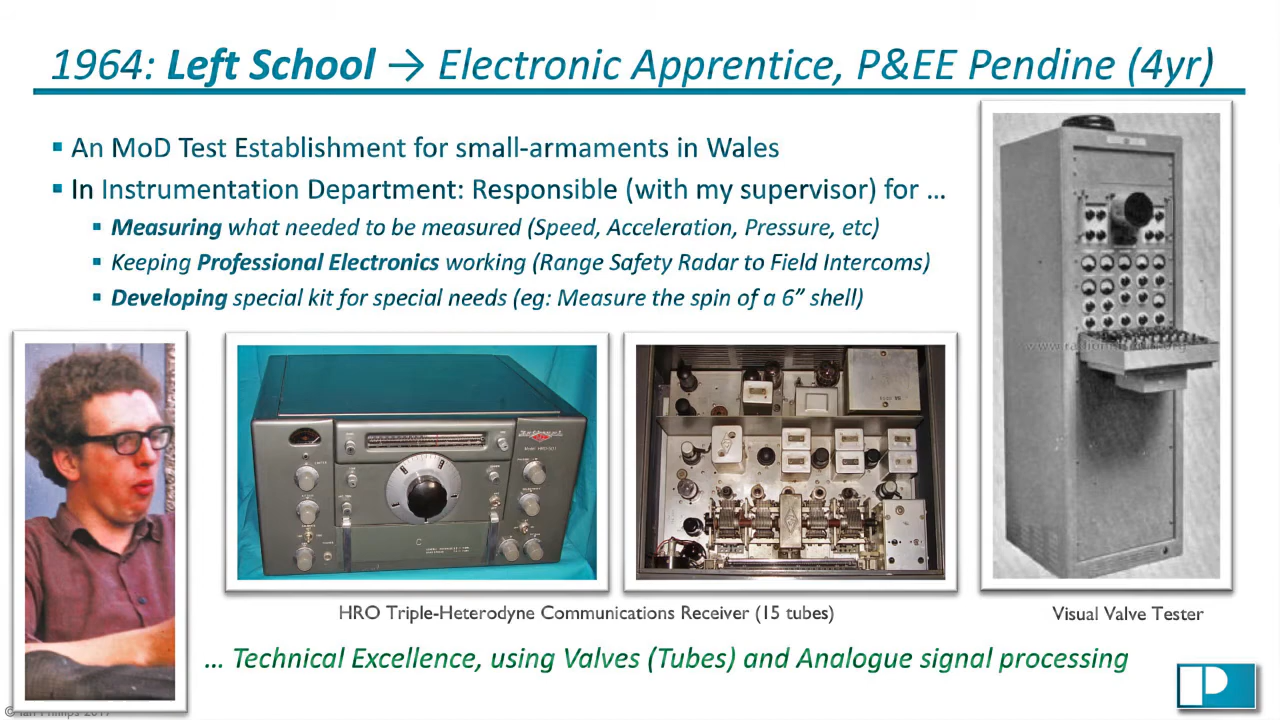 1964: Left School → Electronic Apprentice, P&EE Pendine (4yr)
▪ An MoD Test Establishment for small-armaments in Wales
▪ In Instrumentation Department: Responsible (with my supervisor) for …
▪ Measuring what needed to be measured (Speed, Acceleration, Pressure, etc)
▪ Keeping Professional Electronics working (Range Safety Radar to Field Intercoms)
▪ Developing special kit for special needs (eg: Measure the spin of a 6” shell)
HRO Triple-Heterodyne Communications Receiver (15 tubes)
Visual Valve Tester
… Technical Excellence, using Valves (Tubes) and Analogue signal processing